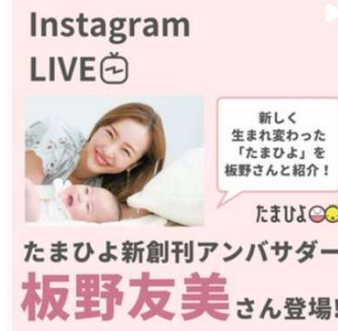 Instagram
LIVE
新しく
生まれ変わった
「たまひよ」を
板野さんと紹介！
たまひよ
たまひよ新創刊アンバサダー
板野友美さん登場!